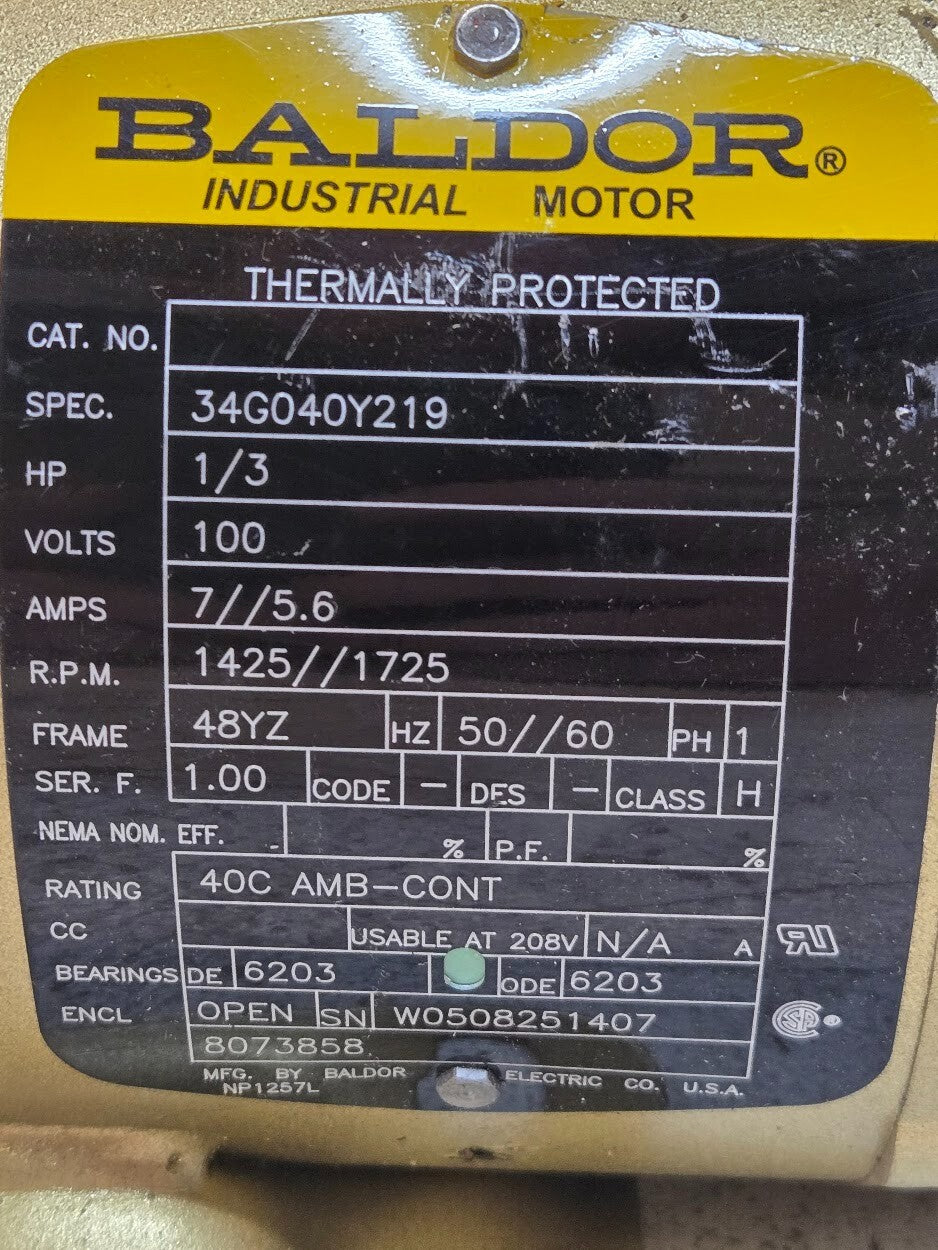 BALDOR®
INDUSTRIAL MOTOR
THERMALLY PROTECTED
CAT. NO.
SPEC. 34G040Y219
HP 1/3
VOLTS 100
AMPS 7//5.6
R.P.M. 1425//1725
FRAME 48YZ HZ 50//60 PH 1
SER. F. 1.00 CODE – DES – CLASS H
NEMA NOM. EFF. % P.F. %
RATING 40C AMB-CONT
CC USABLE AT 208V N/A A
BEARINGS DE 6203 ODE 6203
ENCL OPEN SN W0508251407
8073858
MFG. BY BALDOR ELECTRIC CO. U.S.A.
NP1257L